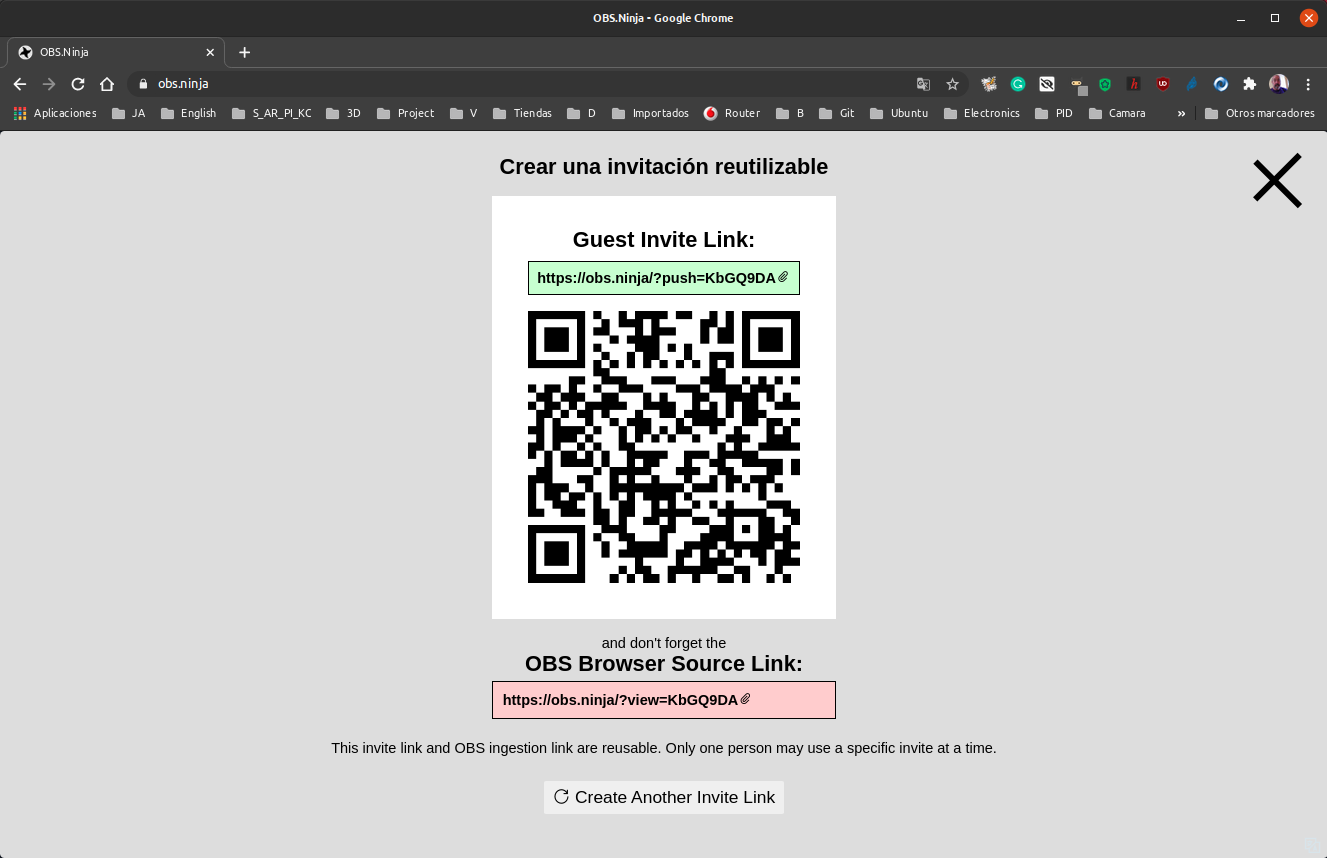 OBS.Ninja - Google Chrome
OBS.Ninja
obs.ninja
Aplicaciones JA English S_AR_PI_KC 3D Project V Tiendas D Importados Router B Git Ubuntu Electronics PID Camara » Otros marcadores
Crear una invitación reutilizable
Guest Invite Link:
https://obs.ninja/?push=KbGQ9DA
and don't forget the
OBS Browser Source Link:
https://obs.ninja/?view=KbGQ9DA
This invite link and OBS ingestion link are reusable. Only one person may use a specific invite at a time.
Create Another Invite Link